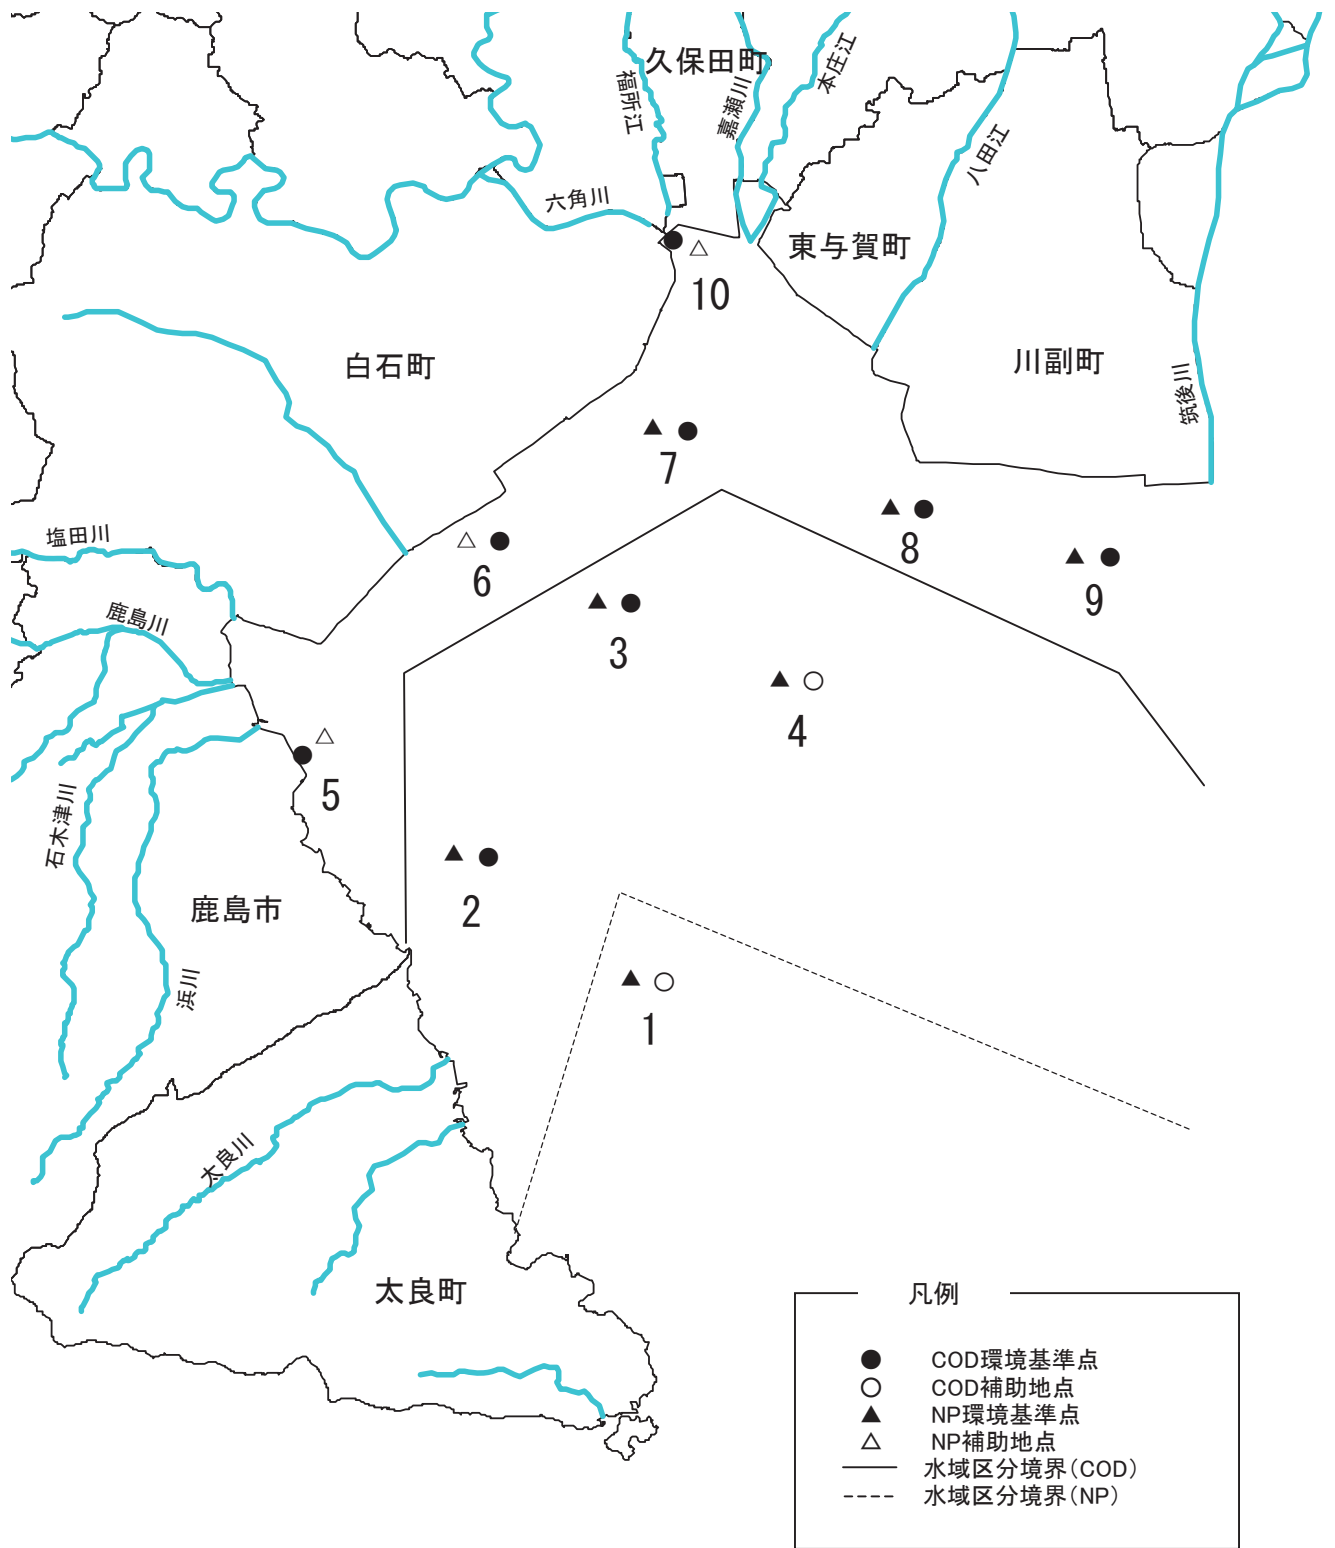 久保田町
福所江
嘉瀬川
本庄江
八田江
六角川
東与賀町
10
白石町
川副町
筑後川
7
8
塩田川
6
9
鹿島川
3
4
5
石木津川
鹿島市
2
浜川
1
太良川
太良町
凡例
COD環境基準点
COD補助地点
NP環境基準点
NP補助地点
水域区分境界(COD)
水域区分境界(NP)